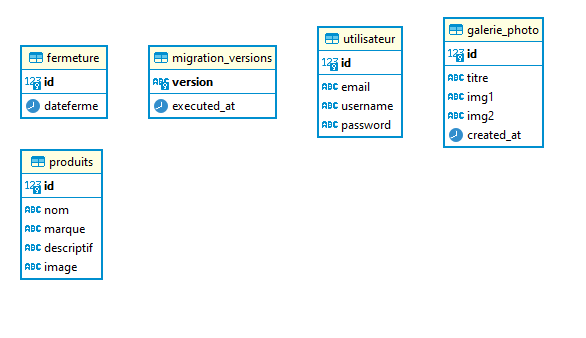 fermeture
123 id
dateferme
migration_versions
ABC version
executed_at
utilisateur
123 id
ABC email
ABC username
ABC password
galerie_photo
123 id
ABC titre
ABC img1
ABC img2
created_at
produits
123 id
ABC nom
ABC marque
ABC descriptif
ABC image